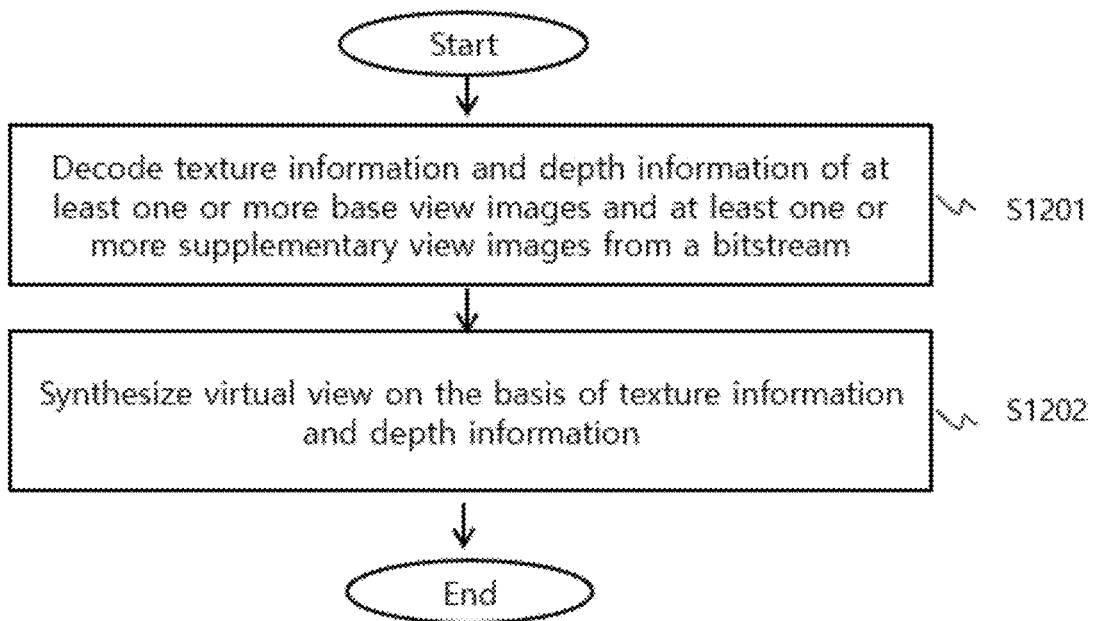 Start
Decode texture information and depth information of at
least one or more base view images and at least one or
more supplementary view images from a bitstream
S1201
Synthesize virtual view on the basis of texture information
and depth information
S1202
End